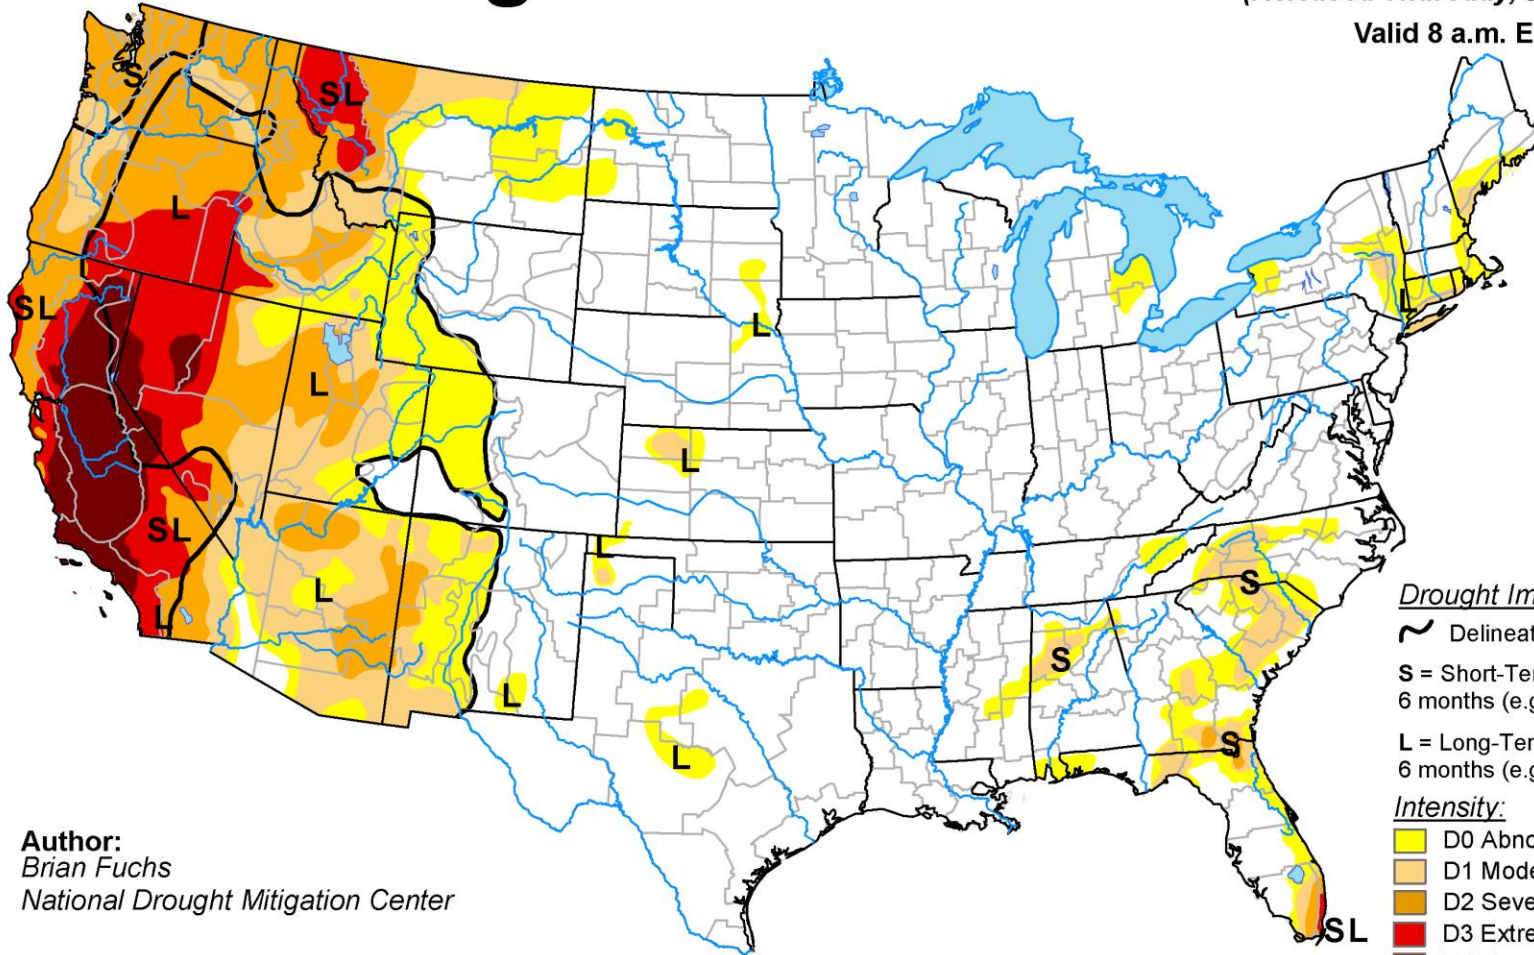 Valid 8 a.m. E
S
SL
L
SL
L
L
SL
L
L
L
L
L
L
L
L
S
S
S
SL
Author:
Brian Fuchs
National Drought Mitigation Center
Drought Im
Delineat
S = Short-Ter
6 months (e.g
L = Long-Ter
6 months (e.g
Intensity:
D0 Abno
D1 Mode
D2 Seve
D3 Extre